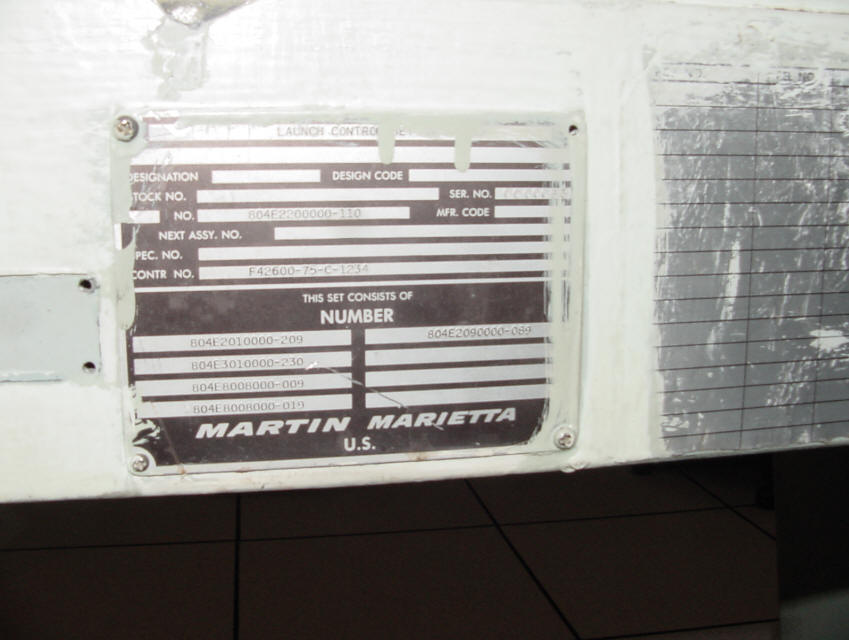 LAUNCH CONTROL SET
DESIGNATION DESIGN CODE
STOCK NO. SER. NO.
NO. 804E2200000-110 MFR. CODE
NEXT ASSY. NO.
SPEC. NO.
CONTR NO. F42600-75-C-1234
THIS SET CONSISTS OF
NUMBER
804E2010000-209 804E2090000-089
804E3010000-230
804E8008000-009
804E8008000-019
MARTIN MARIETTA
U.S.